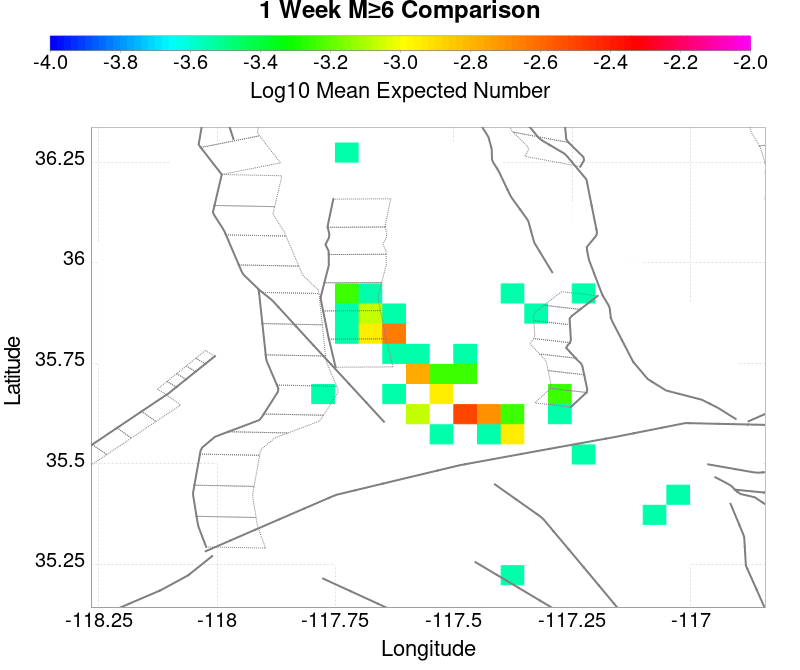 1 Week M≥6 Comparison
-4.0 -3.8 -3.6 -3.4 -3.2 -3.0 -2.8 -2.6 -2.4 -2.2 -2.0
Log10 Mean Expected Number
36.25
36
35.75
35.5
35.25
Latitude
-118.25 -118 -117.75 -117.5 -117.25 -117
Longitude